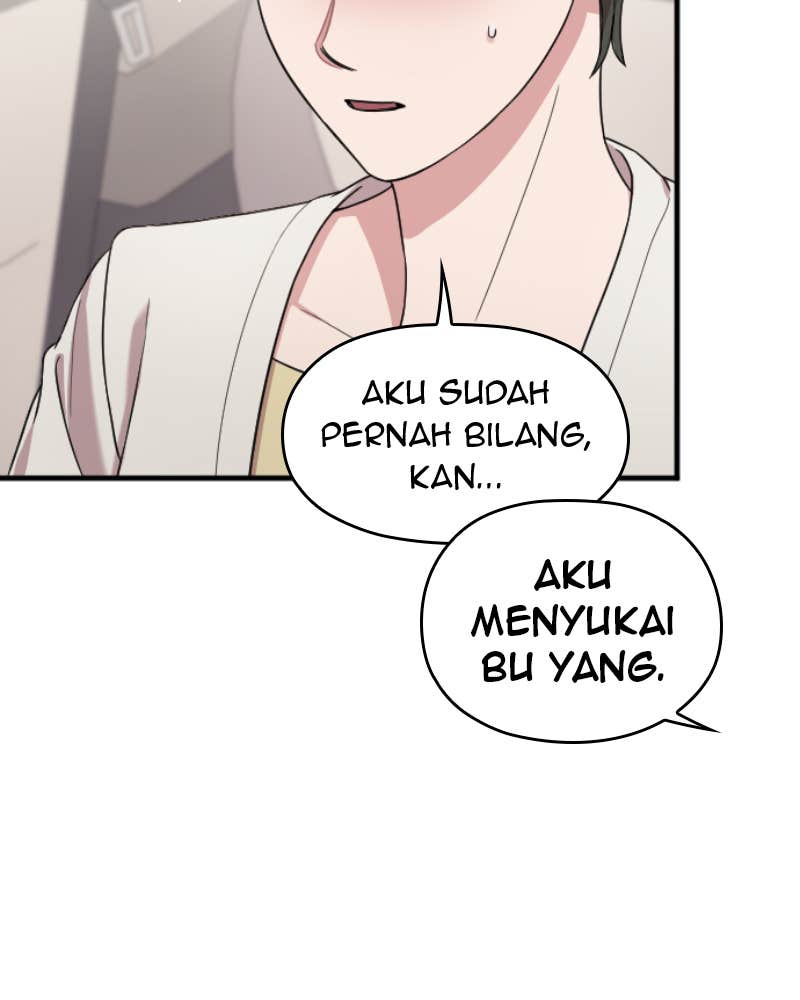 AKU SUDAH
PERNAH BILANG,
KAN...
AKU
MENYUKAI
BU YANG.